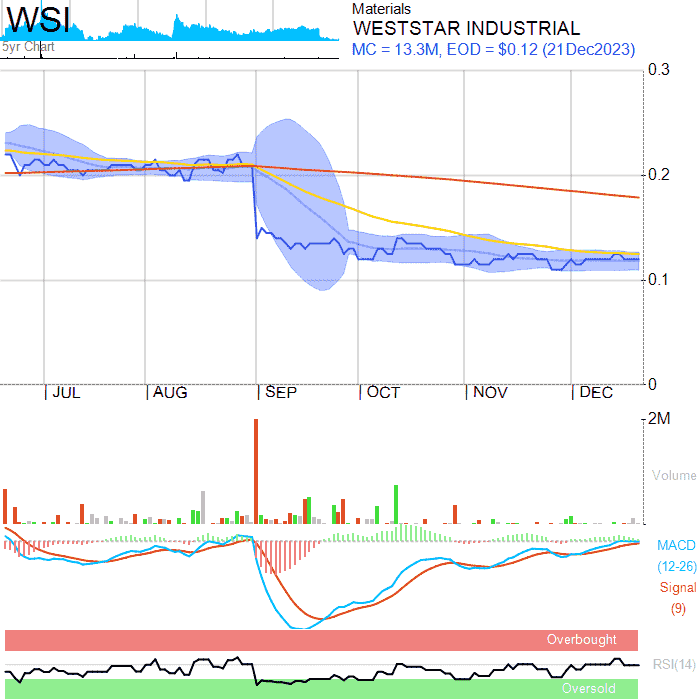 WSI
5yr Chart
Materials
WESTSTAR INDUSTRIAL
MC = 13.3M, EOD = $0.12 (21Dec2023)
0.3
0.2
0.1
0
JUL AUG SEP OCT NOV DEC
2M
Volume
MACD
(12-26)
Signal
(9)
Overbought
RSI(14)
Oversold